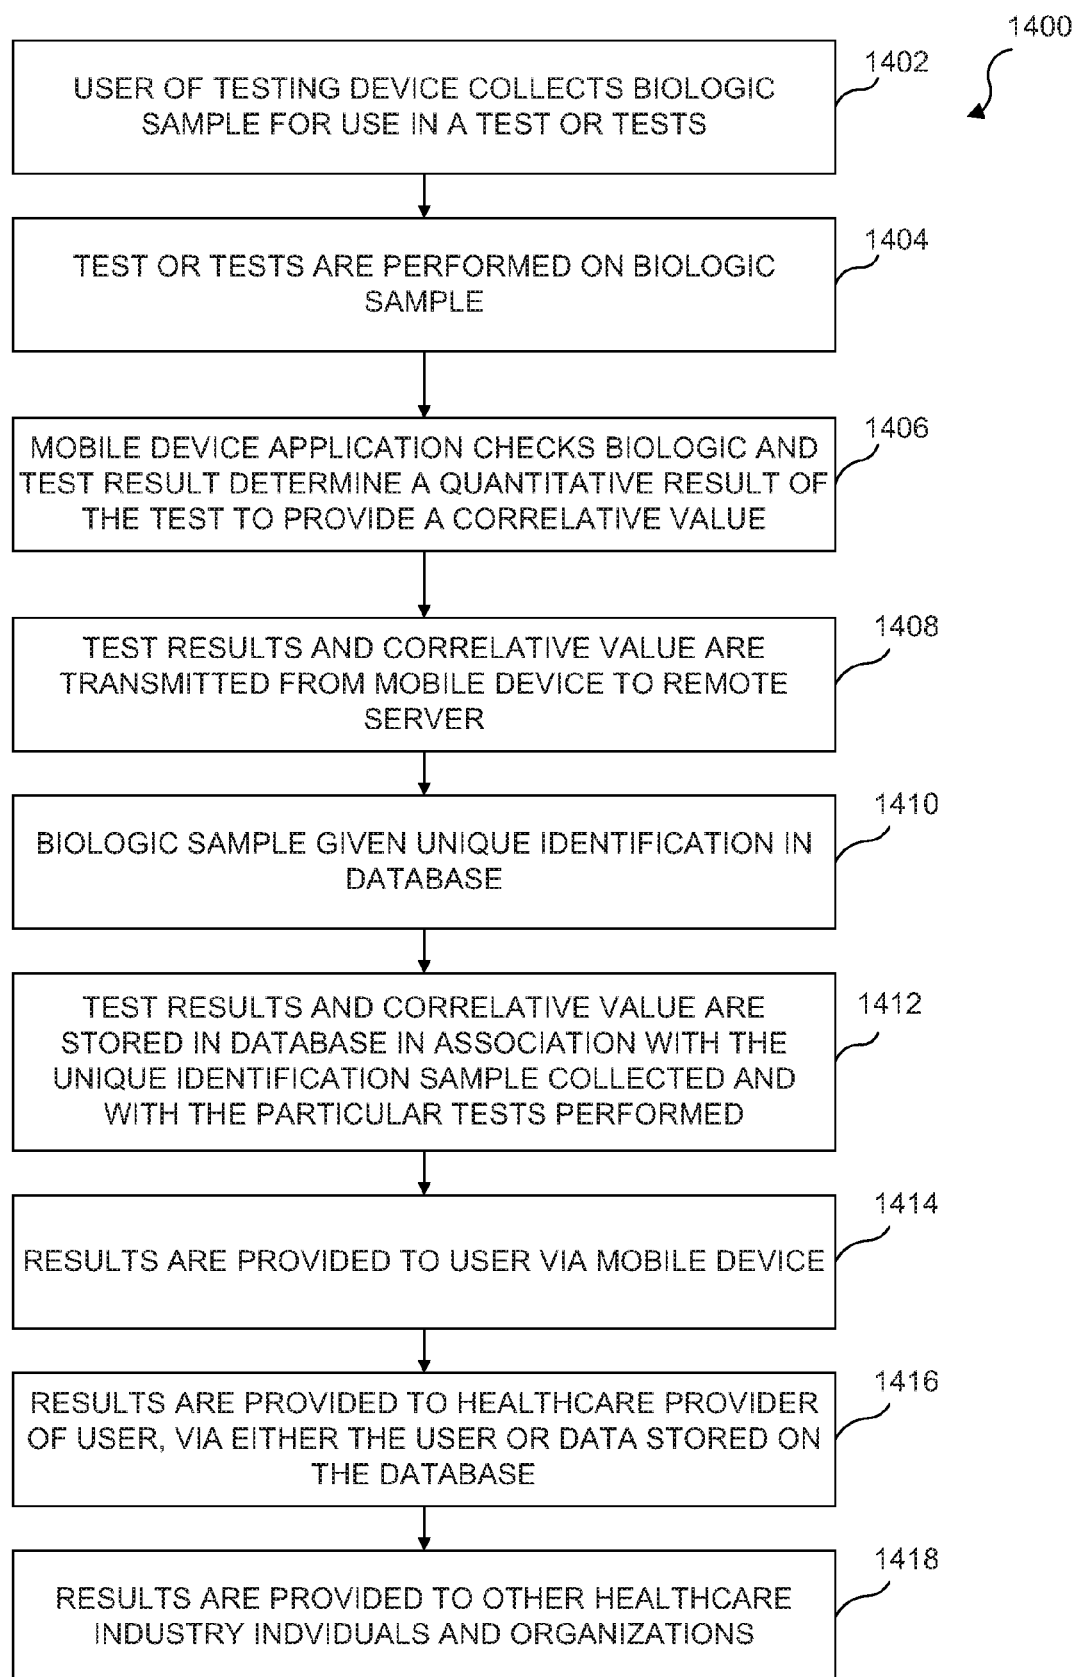 1400
1402
USER OF TESTING DEVICE COLLECTS BIOLOGIC
SAMPLE FOR USE IN A TEST OR TESTS
1404
TEST OR TESTS ARE PERFORMED ON BIOLOGIC
SAMPLE
1406
MOBILE DEVICE APPLICATION CHECKS BIOLOGIC AND
TEST RESULT DETERMINE A QUANTITATIVE RESULT OF
THE TEST TO PROVIDE A CORRELATIVE VALUE
1408
TEST RESULTS AND CORRELATIVE VALUE ARE
TRANSMITTED FROM MOBILE DEVICE TO REMOTE
SERVER
1410
BIOLOGIC SAMPLE GIVEN UNIQUE IDENTIFICATION IN
DATABASE
1412
TEST RESULTS AND CORRELATIVE VALUE ARE
STORED IN DATABASE IN ASSOCIATION WITH THE
UNIQUE IDENTIFICATION SAMPLE COLLECTED AND
WITH THE PARTICULAR TESTS PERFORMED
1414
RESULTS ARE PROVIDED TO USER VIA MOBILE DEVICE
1416
RESULTS ARE PROVIDED TO HEALTHCARE PROVIDER
OF USER, VIA EITHER THE USER OR DATA STORED ON
THE DATABASE
1418
RESULTS ARE PROVIDED TO OTHER HEALTHCARE
INDUSTRY INDVIDUALS AND ORGANIZATIONS